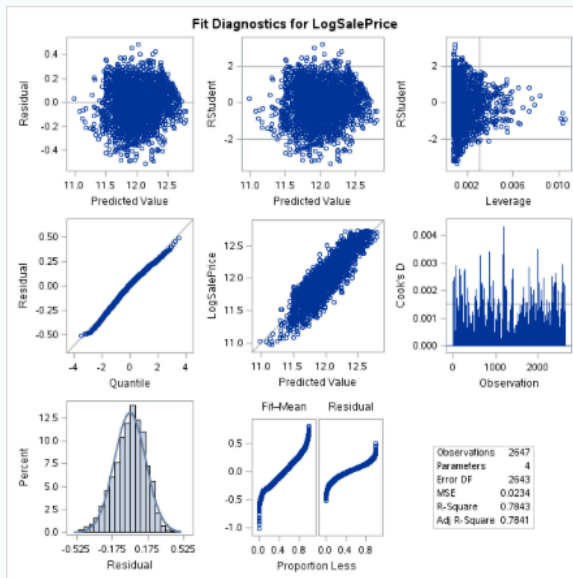 Fit Diagnostics for LogSalePrice
Residual
0.4
0.2
0.0
-0.2
-0.4
11.0 11.5 12.0 12.5
Predicted Value
RStudent
2
0
-2
11.0 11.5 12.0 12.5
Predicted Value
RStudent
2
0
-2
0.002 0.006 0.010
Leverage
Residual
0.50
0.25
0.00
-0.25
-0.50
-4 -2 0 2 4
Quantile
LogSalePrice
12.5
12.0
11.5
11.0
11.0 11.5 12.0 12.5
Predicted Value
Cook's D
0.004
0.003
0.002
0.001
0.000
0 1000 2000
Observation
Percent
12.5
10.0
7.5
5.0
2.5
0.0
-0.525 -0.175 0.175 0.525
Residual
Fit–Mean Residual
0.5
0.0
-0.5
-1.0
0.0 0.4 0.8 0.0 0.4 0.8
Proportion Less
Observations 2647
Parameters 4
Error DF 2643
MSE 0.0234
R-Square 0.7843
Adj R-Square 0.7841